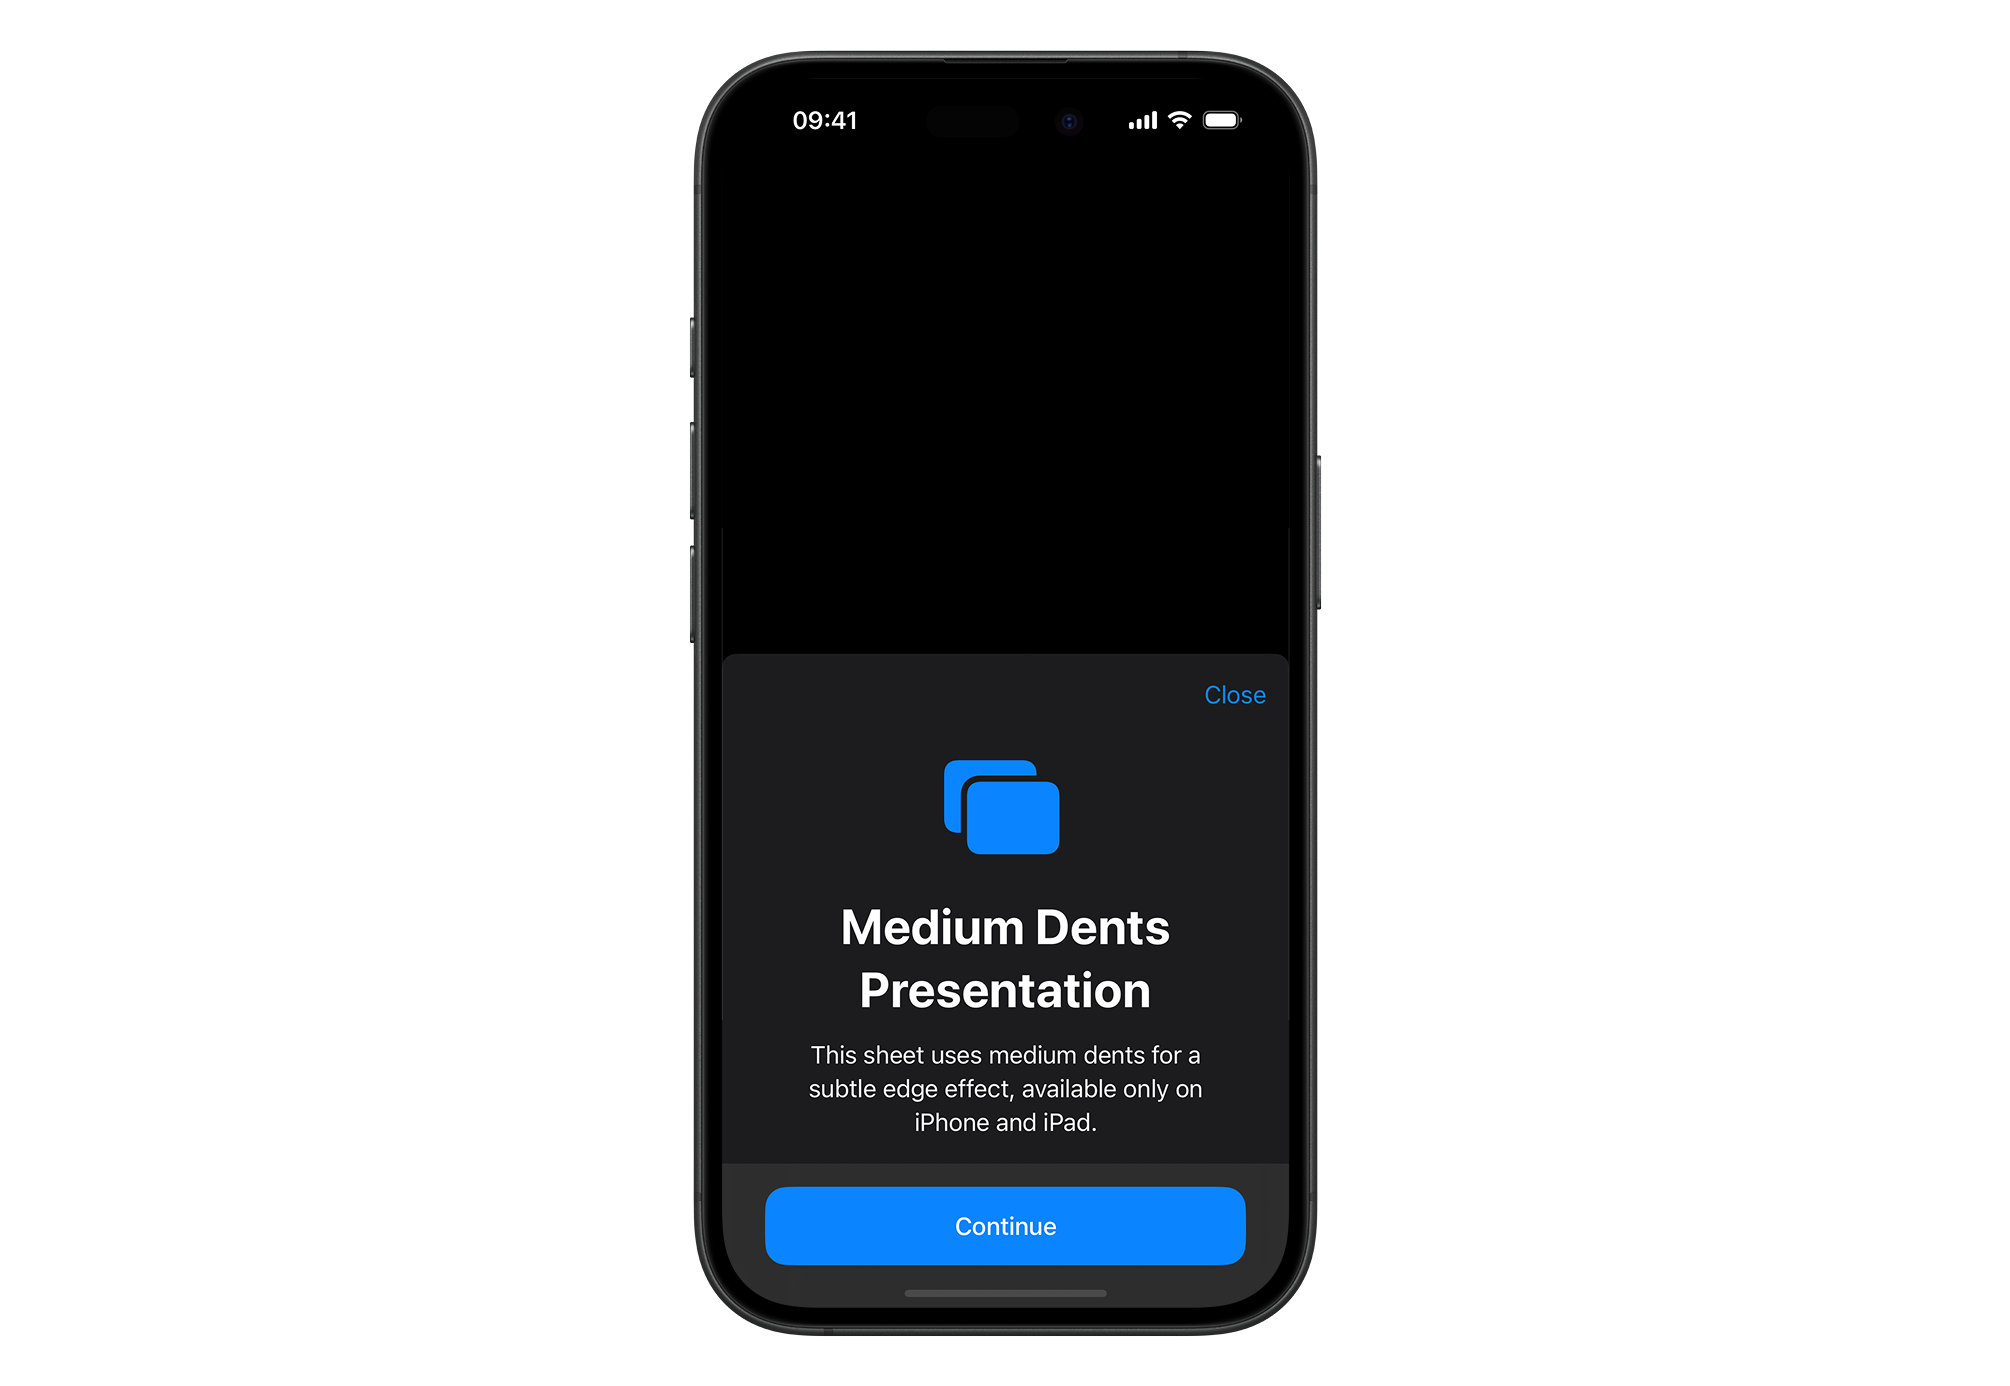 09:41
Close
Medium Dents
Presentation
This sheet uses medium dents for a
subtle edge effect, available only on
iPhone and iPad.
Continue